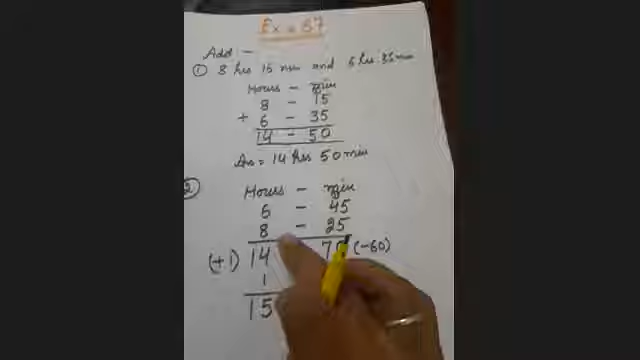 Ex = 67
Add -
① 8 hrs 15 min and 6 hrs 35 min
Hours - Min
8 - 15
+ 6 - 35
14 - 50
Ans = 14 hrs 50 min
② Hours - Min
6 - 45
8 - 25
(+1) 14 70 (-60)
1
15